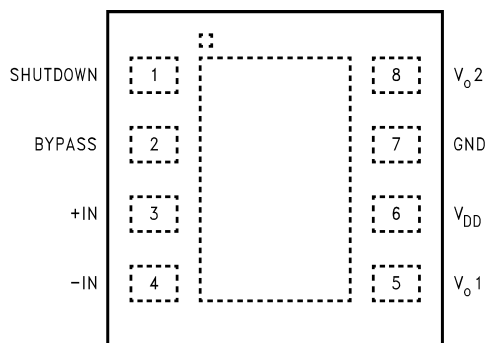 SHUTDOWN 1 8 Vo2
BYPASS 2 7 GND
+IN 3 6 VDD
−IN 4 5 Vo1